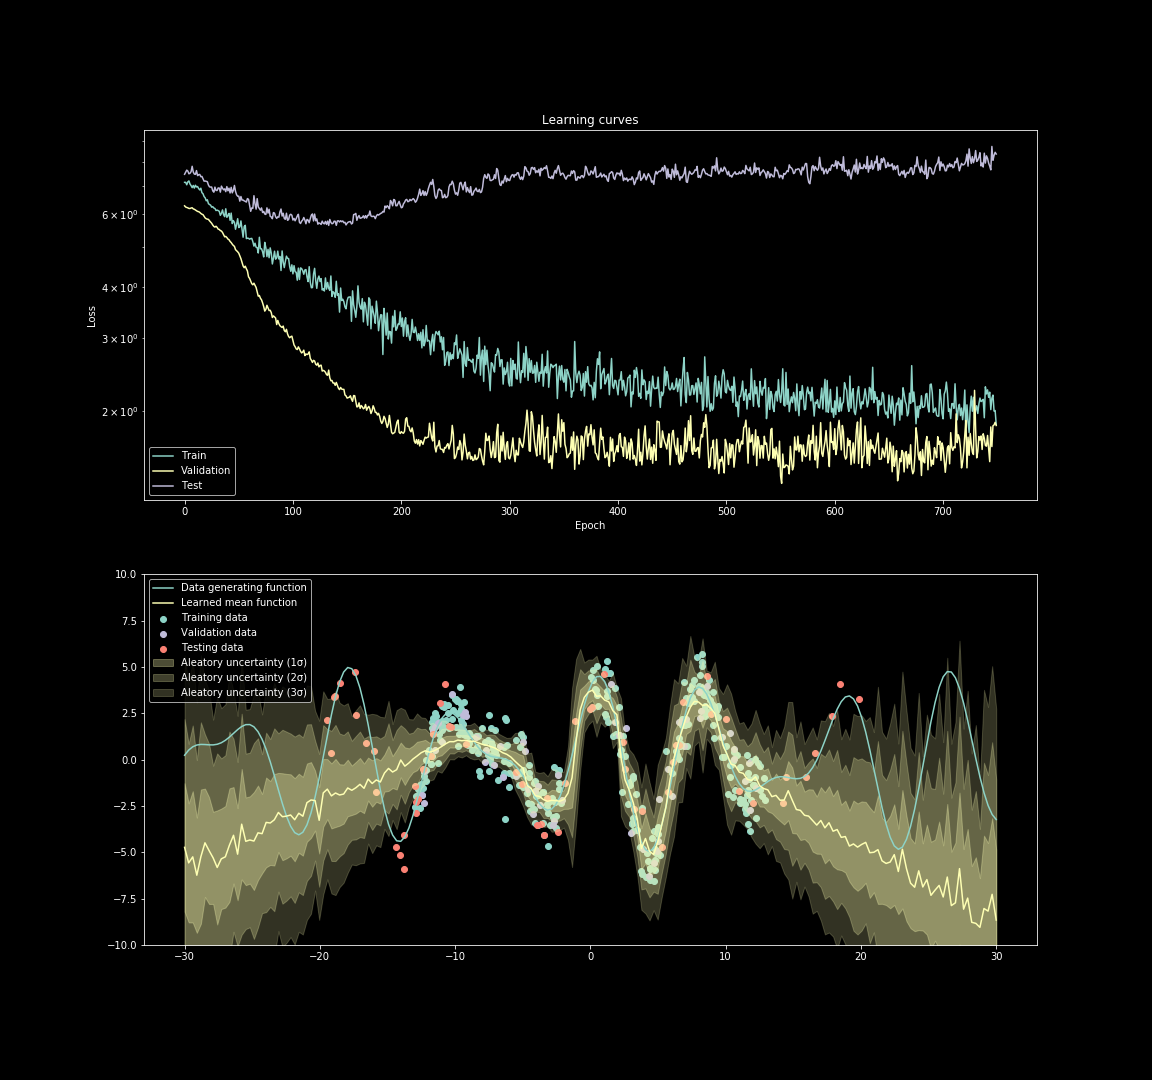 Learning curves
6 × 10⁰
4 × 10⁰
3 × 10⁰
2 × 10⁰
Loss
Train
Validation
Test
0 100 200 300 400 500 600 700
Epoch
10.0
7.5
5.0
2.5
0.0
−2.5
−5.0
−7.5
−10.0
Data generating function
Learned mean function
Training data
Validation data
Testing data
Aleatory uncertainty (1σ)
Aleatory uncertainty (2σ)
Aleatory uncertainty (3σ)
−30 −20 −10 0 10 20 30